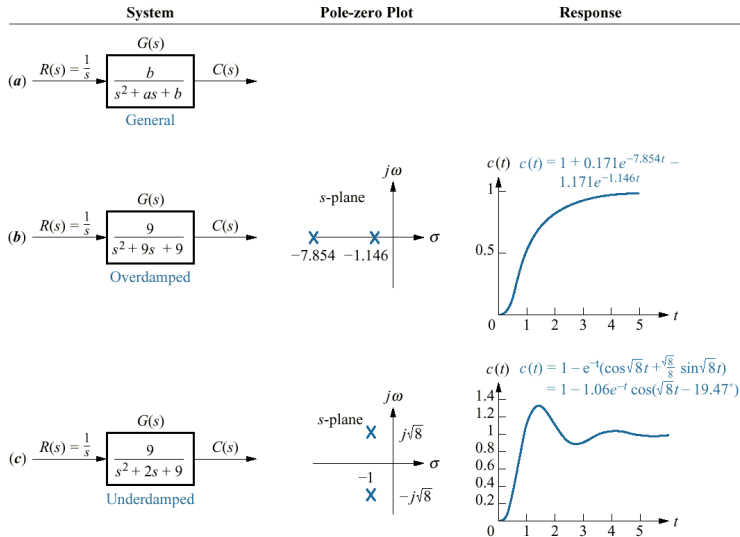 System Pole-zero Plot Response
G(s)
(a) R(s) = 1/s b/(s² + as + b) C(s)
General
c(t) c(t) = 1 + 0.171e^−7.854t −
1.171e^−1.146t
jω
G(s) s-plane 1
(b) R(s) = 1/s 9/(s² + 9s + 9) C(s) σ 0.5
−7.854 −1.146
Overdamped
0 1 2 3 4 5 t
c(t) c(t) = 1 − e^−t(cos√8t + √8/8 sin√8t)
= 1 − 1.06e^−t cos(√8t − 19.47°)
jω 1.4
G(s) s-plane j√8 1.2
1
(c) R(s) = 1/s 9/(s² + 2s + 9) C(s) σ 0.8
−1 0.6
Underdamped −j√8 0.4
0.2
0 1 2 3 4 5 t